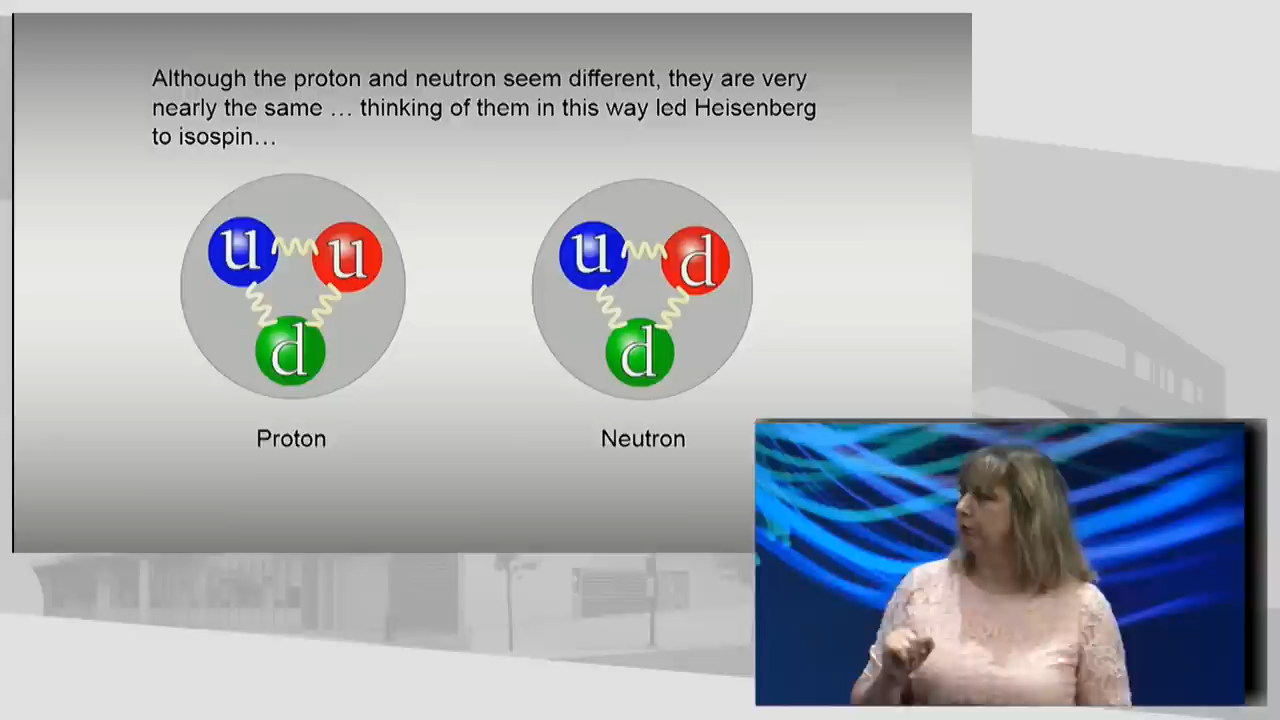 Although the proton and neutron seem different, they are very
nearly the same … thinking of them in this way led Heisenberg
to isospin…
u u
d
u d
d
Proton
Neutron